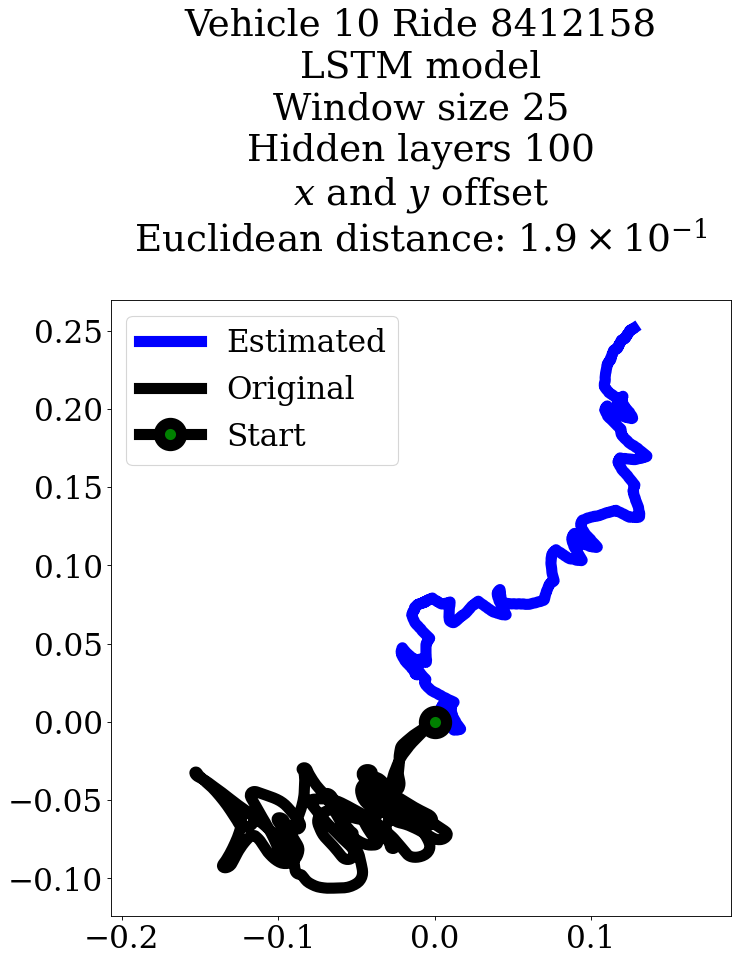 Vehicle 10 Ride 8412158
LSTM model
Window size 25
Hidden layers 100
x and y offset
Euclidean distance: 1.9 × 10⁻¹
Estimated
Original
Start
0.25
0.20
0.15
0.10
0.05
0.00
−0.05
−0.10
−0.2 −0.1 0.0 0.1